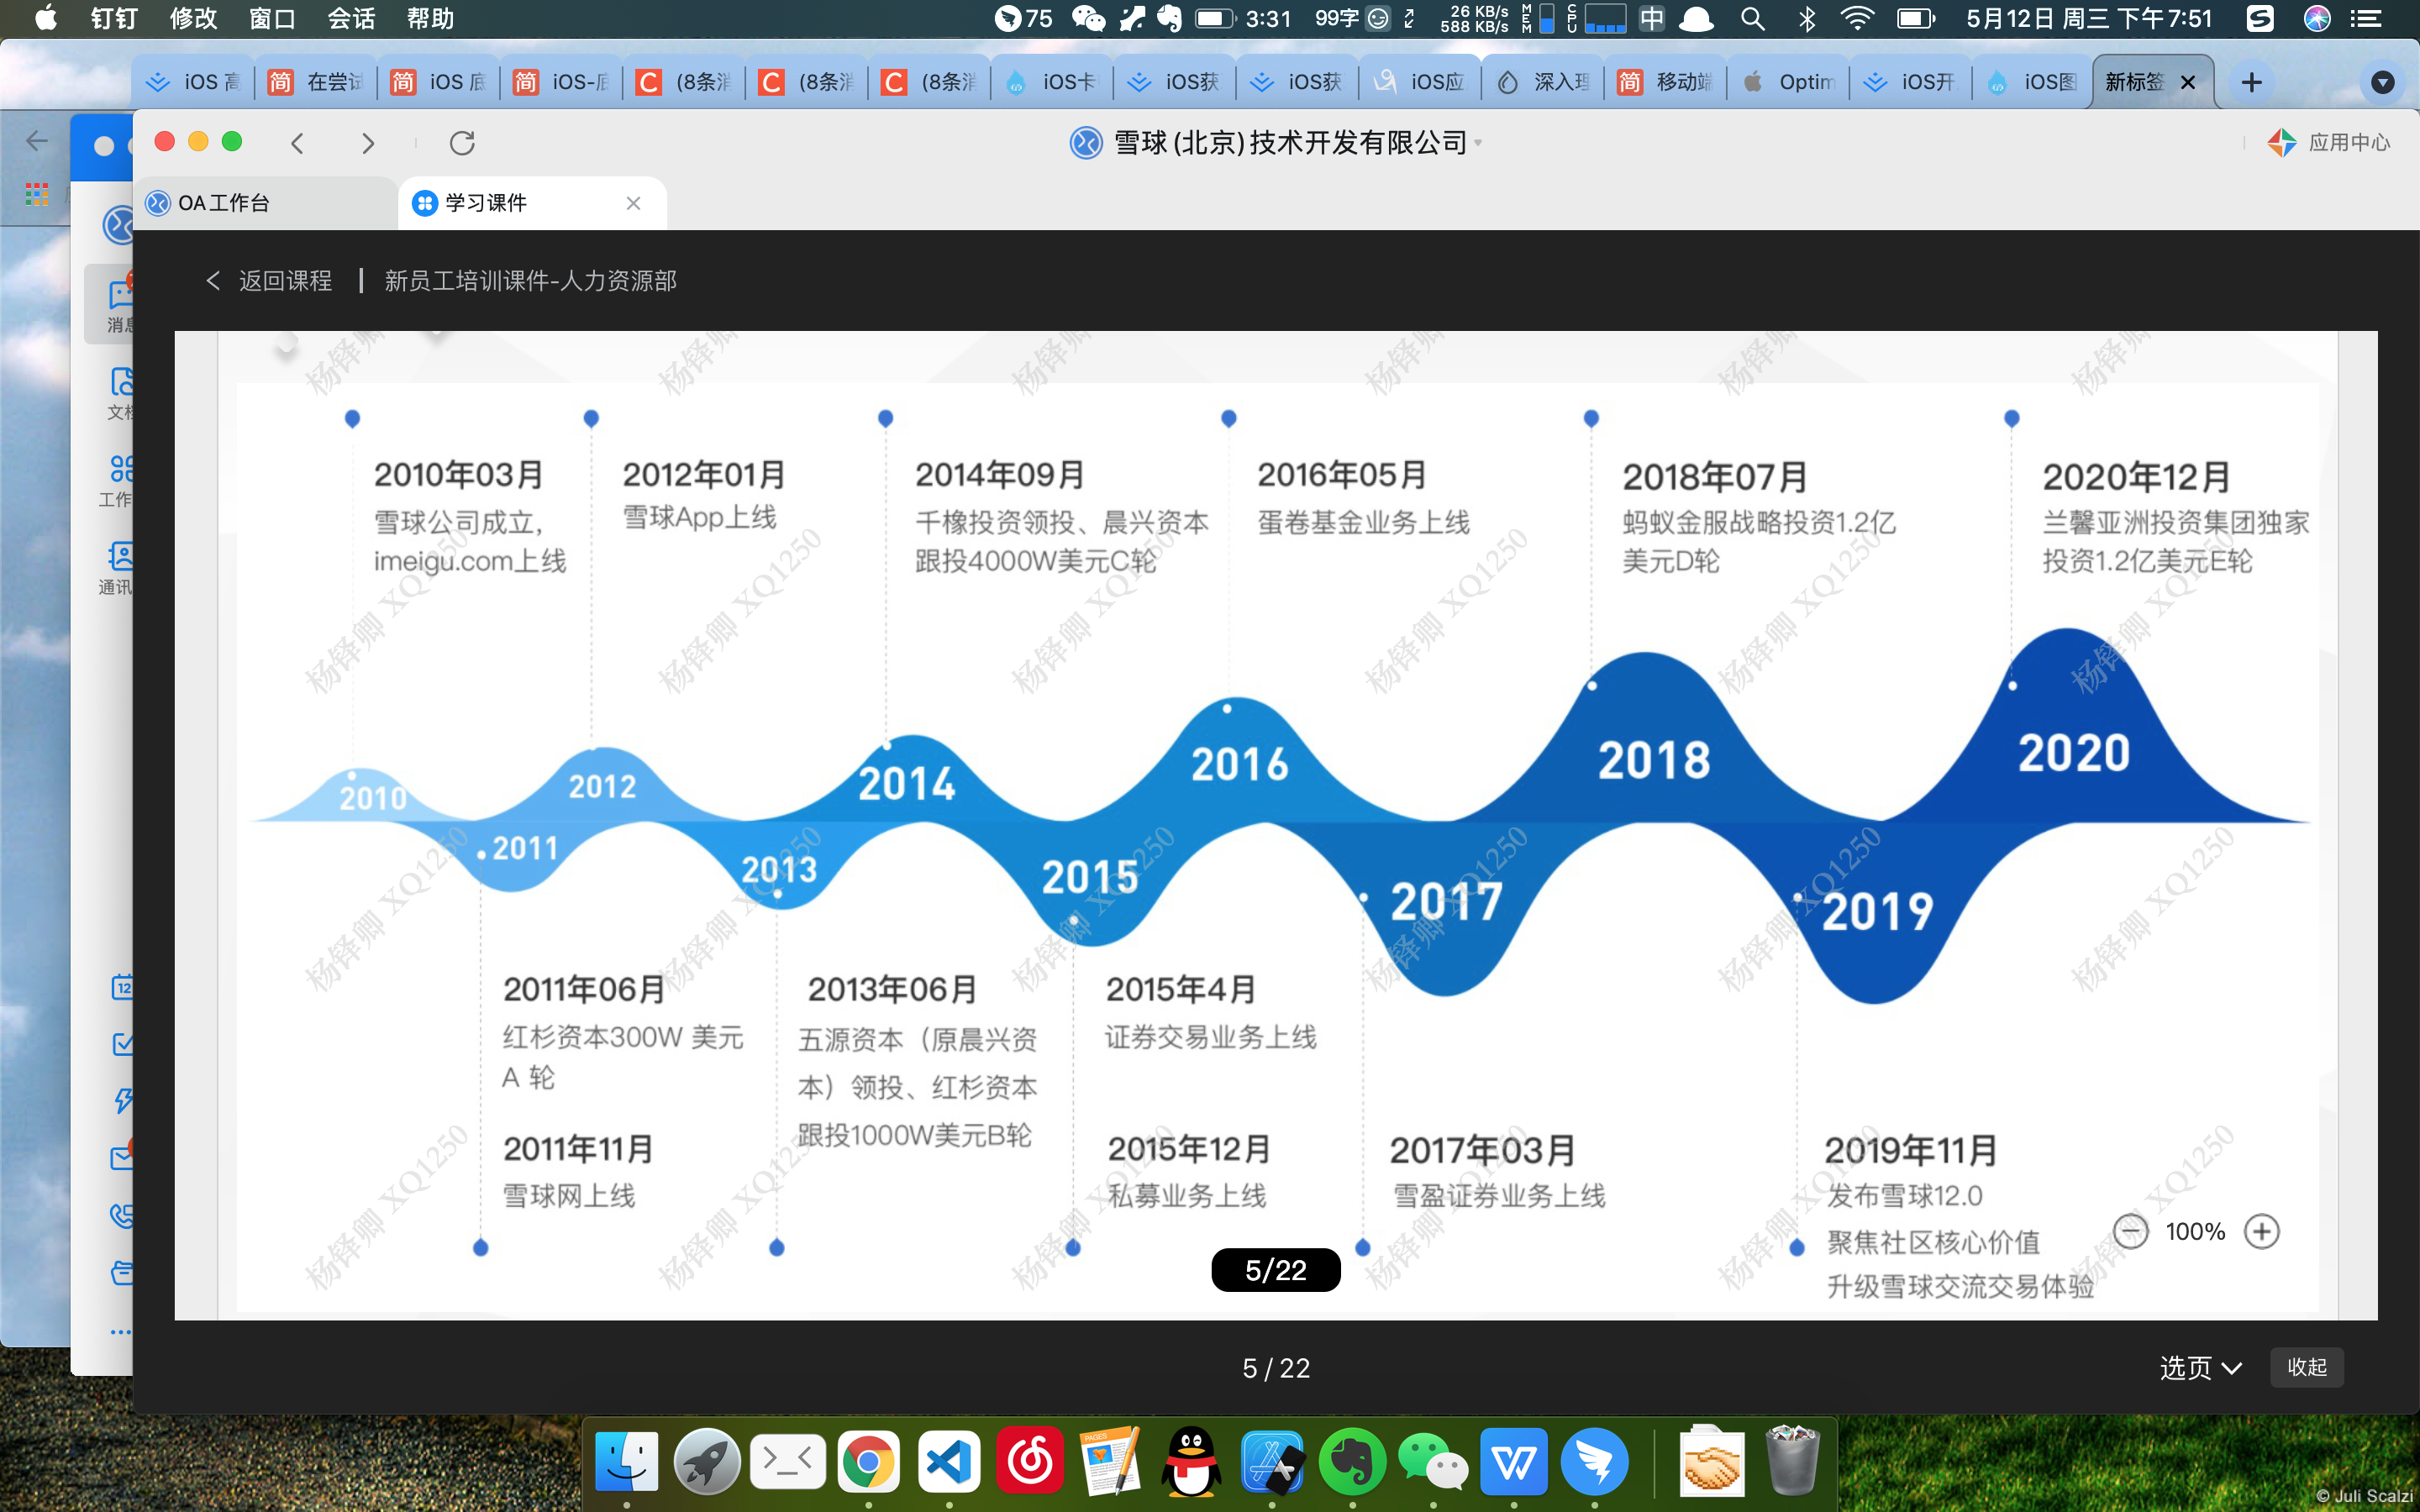 钉钉 修改 窗口 会话 帮助 75 3:31 99字 26 KB/s 588 KB/s MEM CPU 中 5月12日 周三 下午7:51
iOS 高 在尝试 iOS 底 iOS-底 (8条消 (8条消 (8条消 iOS卡 iOS获 iOS获 iOS应 深入理 移动端 Optim iOS开 iOS图 新标签
雪球(北京)技术开发有限公司
应用中心
OA工作台 学习课件
消息
文档
工作
通讯
12
返回课程 | 新员工培训课件-人力资源部
2010年03月
雪球公司成立，
imeigu.com上线
2012年01月
雪球App上线
2014年09月
千橡投资领投、晨兴资本
跟投4000W美元C轮
2016年05月
蛋卷基金业务上线
2018年07月
蚂蚁金服战略投资1.2亿
美元D轮
2020年12月
兰馨亚洲投资集团独家
投资1.2亿美元E轮
2010
2011
2012
2013
2014
2015
2016
2017
2018
2019
2020
2011年06月
红杉资本300W 美元
A 轮
2011年11月
雪球网上线
2013年06月
五源资本（原晨兴资
本）领投、红杉资本
跟投1000W美元B轮
2015年4月
证券交易业务上线
2015年12月
私募业务上线
2017年03月
雪盈证券业务上线
2019年11月
发布雪球12.0
聚焦社区核心价值
升级雪球交流交易体验
杨铎卿 XQ1250
100%
5/22
5 / 22
选页
收起
PAGES
© Juli Scalzi